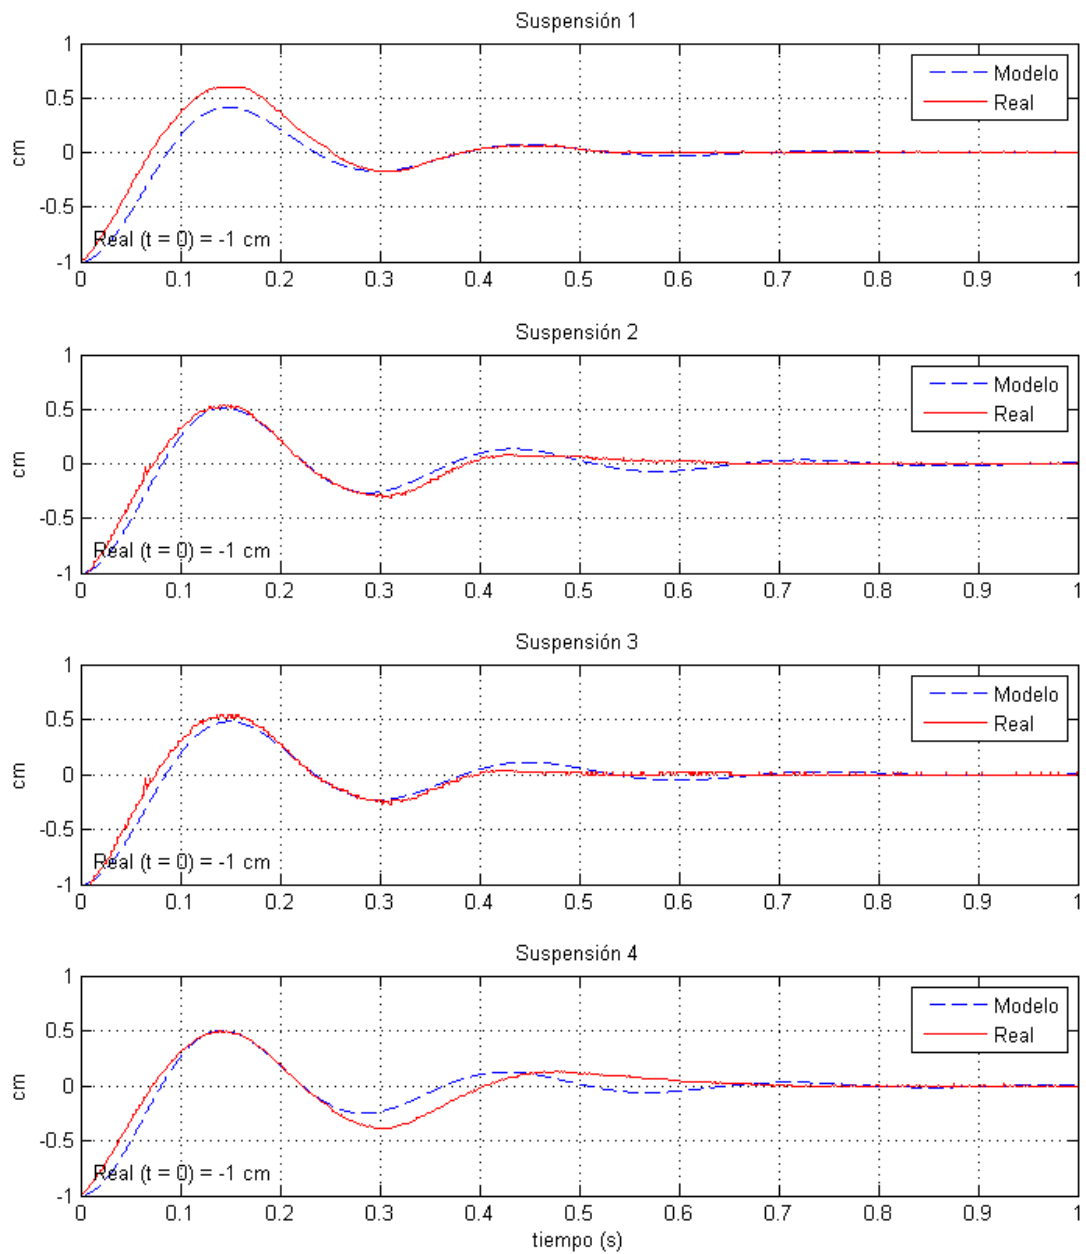 Suspensión 1
1
0.5
0
-0.5
-1
cm
Modelo
Real
Real (t = 0) = -1 cm
0 0.1 0.2 0.3 0.4 0.5 0.6 0.7 0.8 0.9 1
Suspensión 2
1
0.5
0
-0.5
-1
cm
Modelo
Real
Real (t = 0) = -1 cm
0 0.1 0.2 0.3 0.4 0.5 0.6 0.7 0.8 0.9 1
Suspensión 3
1
0.5
0
-0.5
-1
cm
Modelo
Real
Real (t = 0) = -1 cm
0 0.1 0.2 0.3 0.4 0.5 0.6 0.7 0.8 0.9 1
Suspensión 4
1
0.5
0
-0.5
-1
cm
Modelo
Real
Real (t = 0) = -1 cm
0 0.1 0.2 0.3 0.4 0.5 0.6 0.7 0.8 0.9 1
tiempo (s)